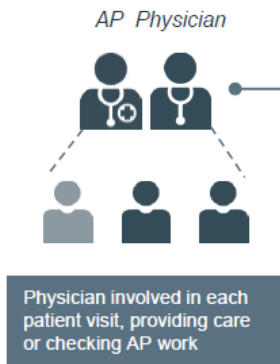 AP Physician
Physician involved in each
patient visit, providing care
or checking AP work